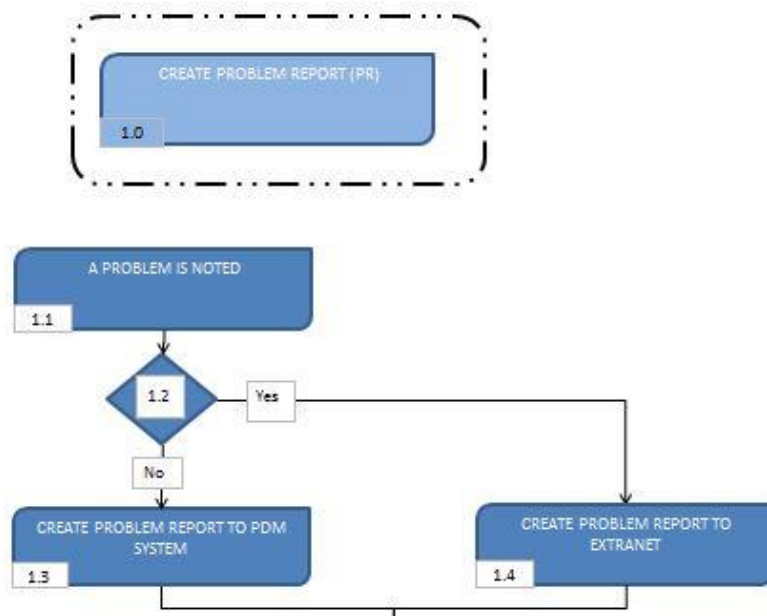 CREATE PROBLEM REPORT (PR)
1.0
A PROBLEM IS NOTED
1.1
1.2
Yes
No
CREATE PROBLEM REPORT TO PDM
SYSTEM
1.3
CREATE PROBLEM REPORT TO
EXTRANET
1.4